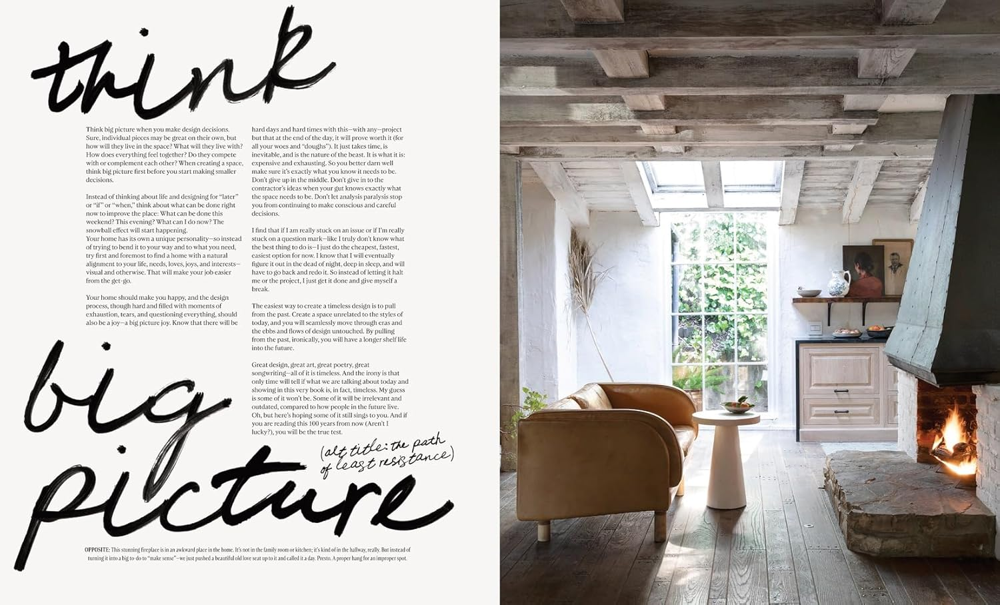 think
Think big picture when you make design decisions.
Sure, individual pieces may be great on their own, but
how will they live in the space? What will they live with?
How does everything feel together? Do they compete
with or complement each other? When creating a space,
think big picture first before you start making smaller
decisions.
Instead of thinking about life and designing for “later”
or “if” or “when,” think about what can be done right
now to improve the place: What can be done this
weekend? This evening? What can I do now? The
snowball effect will start happening.
Your home has its own a unique personality—so instead
of trying to bend it to your way and to what you need,
try first and foremost to find a home with a natural
alignment to your life, needs, loves, joys, and interests—
visual and otherwise. That will make your job easier
from the get-go.
Your home should make you happy, and the design
process, though hard and filled with moments of
exhaustion, tears, and questioning everything, should
also be a joy—a big picture joy. Know that there will be
hard days and hard times with this—with any—project
but that at the end of the day, it will prove worth it (for
all your woes and “doughs”). It just takes time, is
inevitable, and is the nature of the beast. It is what it is:
expensive and exhausting. So you better darn well
make sure it’s exactly what you know it needs to be.
Don’t give up in the middle. Don’t give in to the
contractor’s ideas when your gut knows exactly what
the space needs to be. Don’t let analysis paralysis stop
you from continuing to make conscious and careful
decisions.
I find that if I am really stuck on an issue or if I’m really
stuck on a question mark—like I truly don’t know what
the best thing to do is—I just do the cheapest, fastest,
easiest option for now. I know that I will eventually
figure it out in the dead of night, deep in sleep, and will
have to go back and redo it. So instead of letting it halt
me or the project, I just get it done and give myself a
break.
The easiest way to create a timeless design is to pull
from the past. Create a space unrelated to the styles of
today, and you will seamlessly move through eras and
the ebbs and flows of design untouched. By pulling
from the past, ironically, you will have a longer shelf life
into the future.
Great design, great art, great poetry, great
songwriting—all of it is timeless. And the irony is that
only time will tell if what we are talking about today and
showing in this very book is, in fact, timeless. My guess
is some of it won’t be. Some of it will be irrelevant and
outdated, compared to how people in the future live.
Oh, but here’s hoping some of it still sings to you. And if
you are reading this 100 years from now (Aren’t I
lucky?), you will be the true test.
big
picture
(alt title: the path
of least resistance)
OPPOSITE: This stunning fireplace is in an awkward place in the home. It’s not in the family room or kitchen; it’s kind of in the hallway, really. But instead of
turning it into a big to-do to “make sense”—we just pushed a beautiful old love seat up to it and called it a day. Presto. A proper hang for an improper spot.